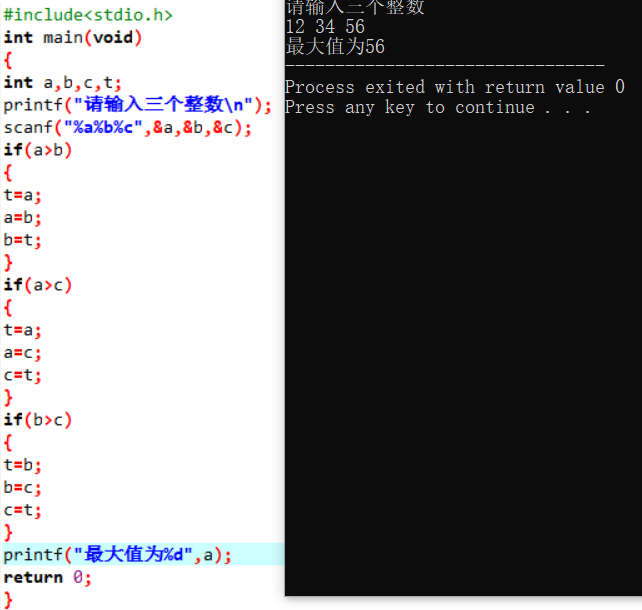 #include<stdio.h>
int main(void)
{
int a,b,c,t;
printf("请输入三个整数\n");
scanf("%a%b%c",&a,&b,&c);
if(a>b)
{
t=a;
a=b;
b=t;
}
if(a>c)
{
t=a;
a=c;
c=t;
}
if(b>c)
{
t=b;
b=c;
c=t;
}
printf("最大值为%d",a);
return 0;
}
请输入三个整数
12 34 56
最大值为56
--------------------------------
Process exited with return value 0
Press any key to continue . . .